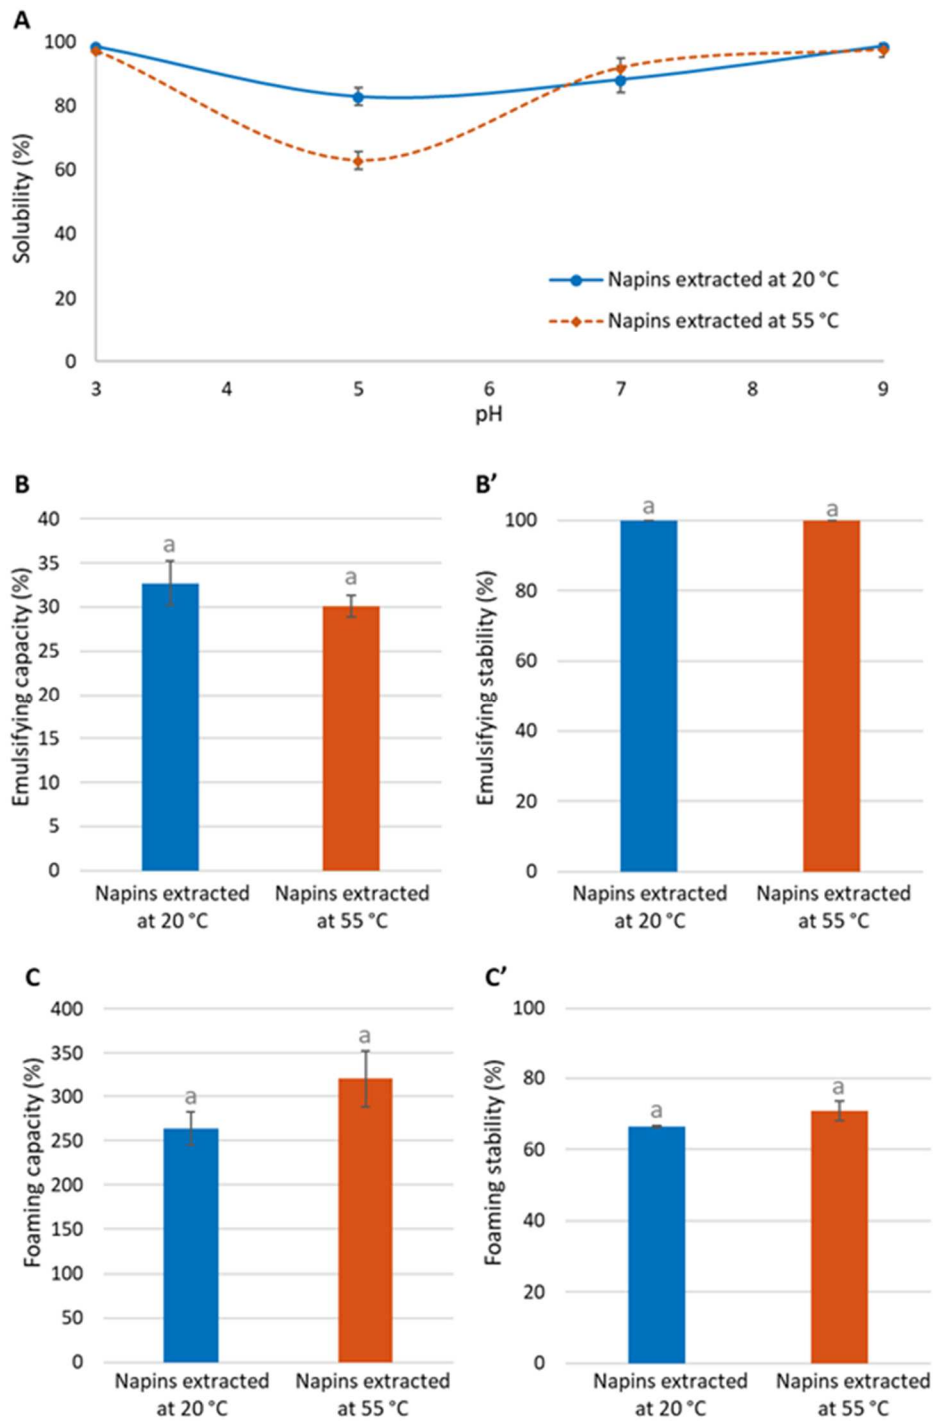 A
100
80
60
40
20
0
Solubility (%)
Napins extracted at 20 °C
Napins extracted at 55 °C
3 4 5 6 7 8 9
pH
B
40
35
30
25
20
15
10
5
0
Emulsifying capacity (%)
a
a
Napins extracted
at 20 °C
Napins extracted
at 55 °C
B’
100
80
60
40
20
0
Emulsifying stability (%)
a
a
Napins extracted
at 20 °C
Napins extracted
at 55 °C
C
400
350
300
250
200
150
100
50
0
Foaming capacity (%)
a
a
Napins extracted
at 20 °C
Napins extracted
at 55 °C
C’
100
80
60
40
20
0
Foaming stability (%)
a
a
Napins extracted
at 20 °C
Napins extracted
at 55 °C